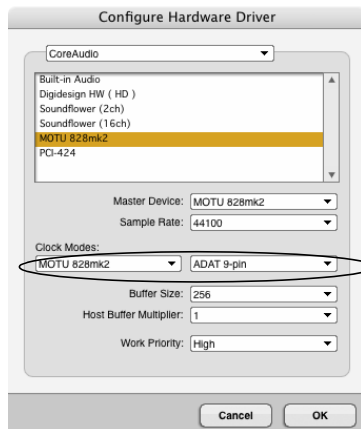 Configure Hardware Driver
CoreAudio
Built-in Audio
Digidesign HW ( HD )
Soundflower (2ch)
Soundflower (16ch)
MOTU 828mk2
PCI-424
Master Device: MOTU 828mk2
Sample Rate: 44100
Clock Modes:
MOTU 828mk2 ADAT 9-pin
Buffer Size: 256
Host Buffer Multiplier: 1
Work Priority: High
Cancel OK